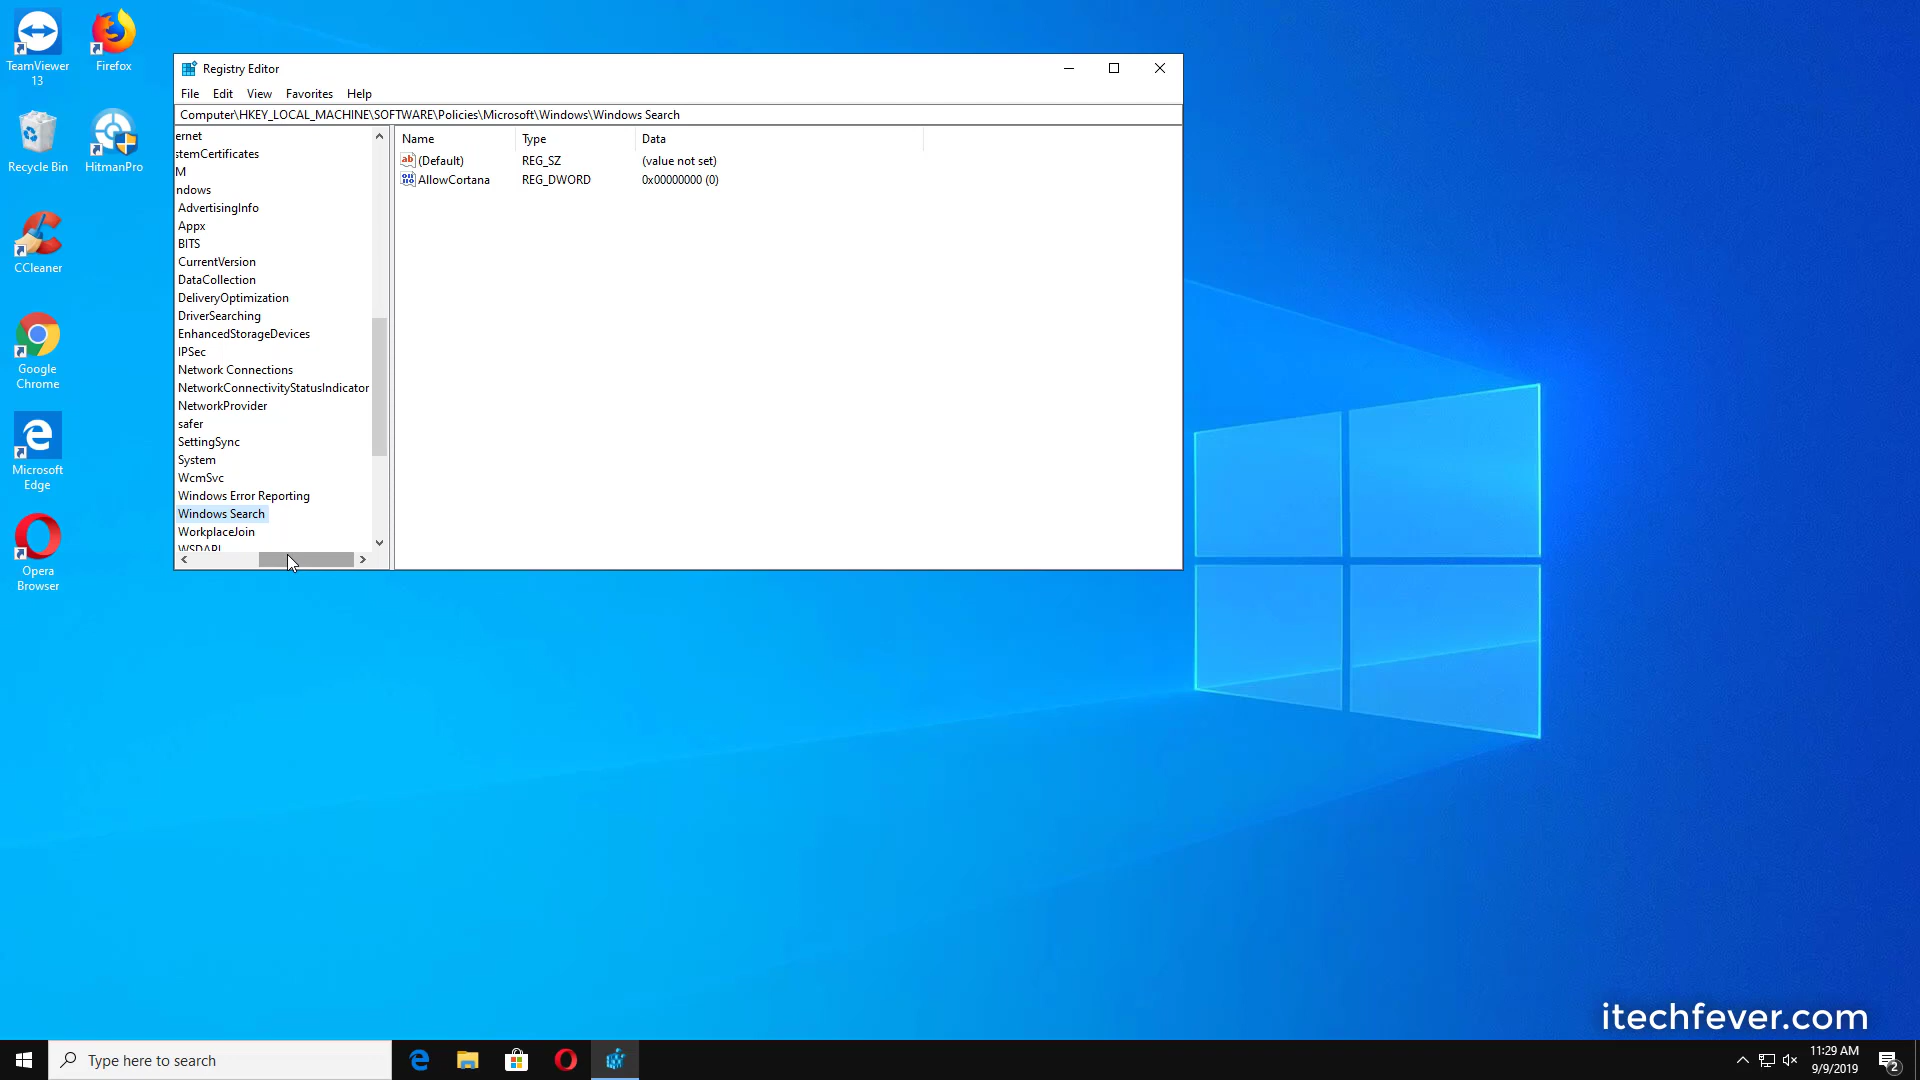 TeamViewer
13
Firefox
Recycle Bin
HitmanPro
CCleaner
Google
Chrome
Microsoft
Edge
Opera
Browser
Registry Editor
File Edit View Favorites Help
Computer\HKEY_LOCAL_MACHINE\SOFTWARE\Policies\Microsoft\Windows\Windows Search
ernet
stemCertificates
M
ndows
AdvertisingInfo
Appx
BITS
CurrentVersion
DataCollection
DeliveryOptimization
DriverSearching
EnhancedStorageDevices
IPSec
Network Connections
NetworkConnectivityStatusIndicator
NetworkProvider
safer
SettingSync
System
WcmSvc
Windows Error Reporting
Windows Search
WorkplaceJoin
WSDAPI
Name Type Data
(Default) REG_SZ (value not set)
AllowCortana REG_DWORD 0x00000000 (0)
itechfever.com
Type here to search
11:29 AM
9/9/2019
2